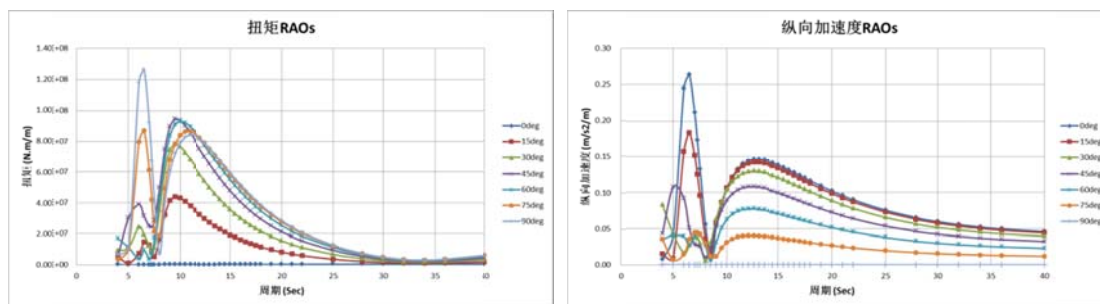 扭矩RAOs
1.40E+08
1.20E+08
1.00E+08
8.00E+07
6.00E+07
4.00E+07
2.00E+07
0.00E+00
扭矩 (N.m/m)
0 5 10 15 20 25 30 35 40
周期 (Sec)
0deg
15deg
30deg
45deg
60deg
75deg
90deg
纵向加速度RAOs
0.30
0.25
0.20
0.15
0.10
0.05
0.00
纵向加速度 (m/s2/m)
0 5 10 15 20 25 30 35 40
周期 (Sec)
0deg
15deg
30deg
45deg
60deg
75deg
90deg